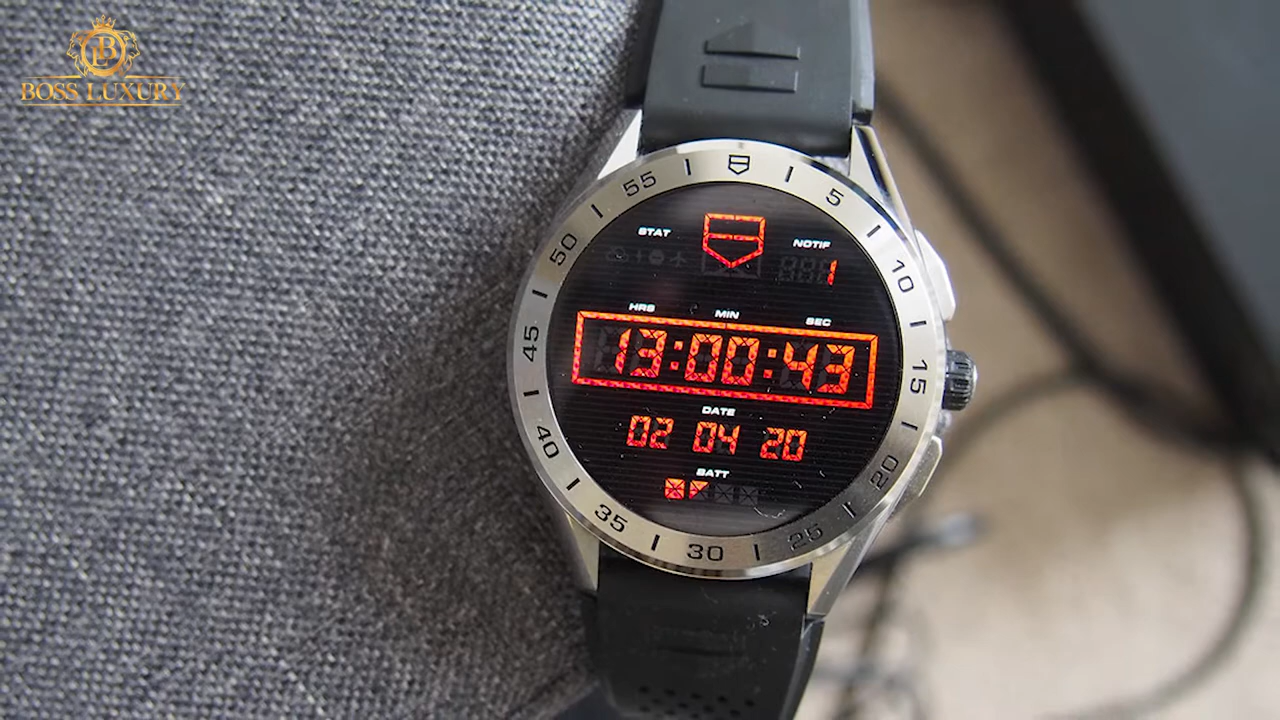 LB
BOSS LUXURY
55 5
50 10
45 15
40 20
35 30 25
STAT NOTIF
1
HRS MIN SEC
13:00:43
DATE
02 04 20
BATT